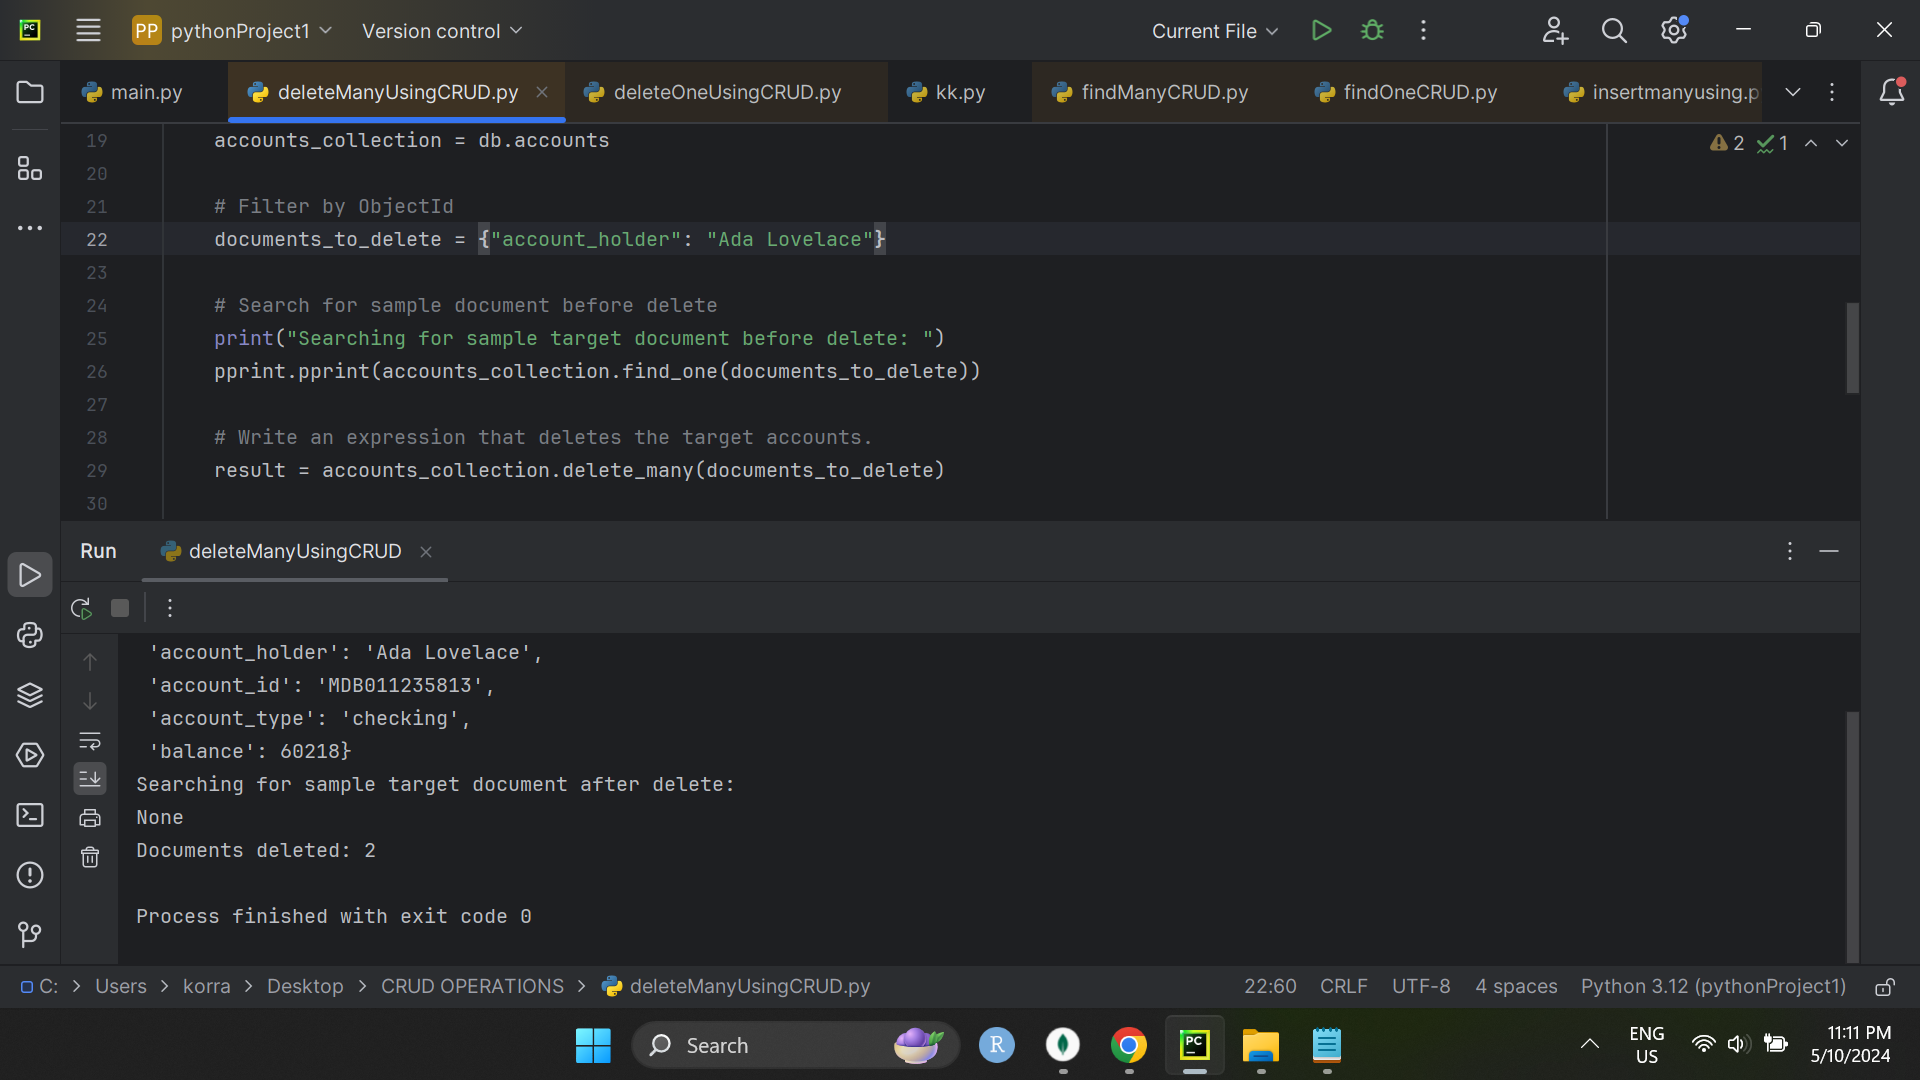 PC PP pythonProject1 Version control Current File
main.py deleteManyUsingCRUD.py deleteOneUsingCRUD.py kk.py findManyCRUD.py findOneCRUD.py insertmanyusing.p
19 accounts_collection = db.accounts 2 1
20
21 # Filter by ObjectId
22 documents_to_delete = {"account_holder": "Ada Lovelace"}
23
24 # Search for sample document before delete
25 print("Searching for sample target document before delete: ")
26 pprint.pprint(accounts_collection.find_one(documents_to_delete))
27
28 # Write an expression that deletes the target accounts.
29 result = accounts_collection.delete_many(documents_to_delete)
30
Run deleteManyUsingCRUD
'account_holder': 'Ada Lovelace',
'account_id': 'MDB011235813',
'account_type': 'checking',
'balance': 60218}
Searching for sample target document after delete:
None
Documents deleted: 2
Process finished with exit code 0
C: > Users > korra > Desktop > CRUD OPERATIONS > deleteManyUsingCRUD.py 22:60 CRLF UTF-8 4 spaces Python 3.12 (pythonProject1)
Search R PC ENG 11:11 PM
US 5/10/2024